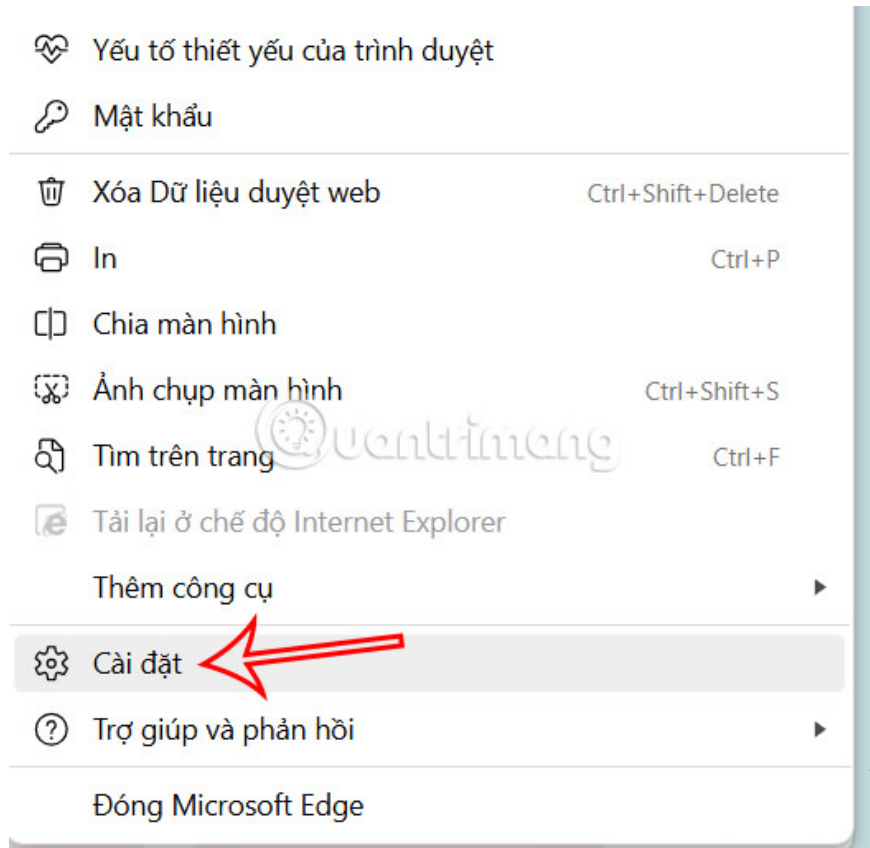 Yếu tố thiết yếu của trình duyệt
Mật khẩu
Xóa Dữ liệu duyệt web Ctrl+Shift+Delete
In Ctrl+P
Chia màn hình
Ảnh chụp màn hình Ctrl+Shift+S
Quantrimang
Tìm trên trang Ctrl+F
Tải lại ở chế độ Internet Explorer
Thêm công cụ
Cài đặt
Trợ giúp và phản hồi
Đóng Microsoft Edge